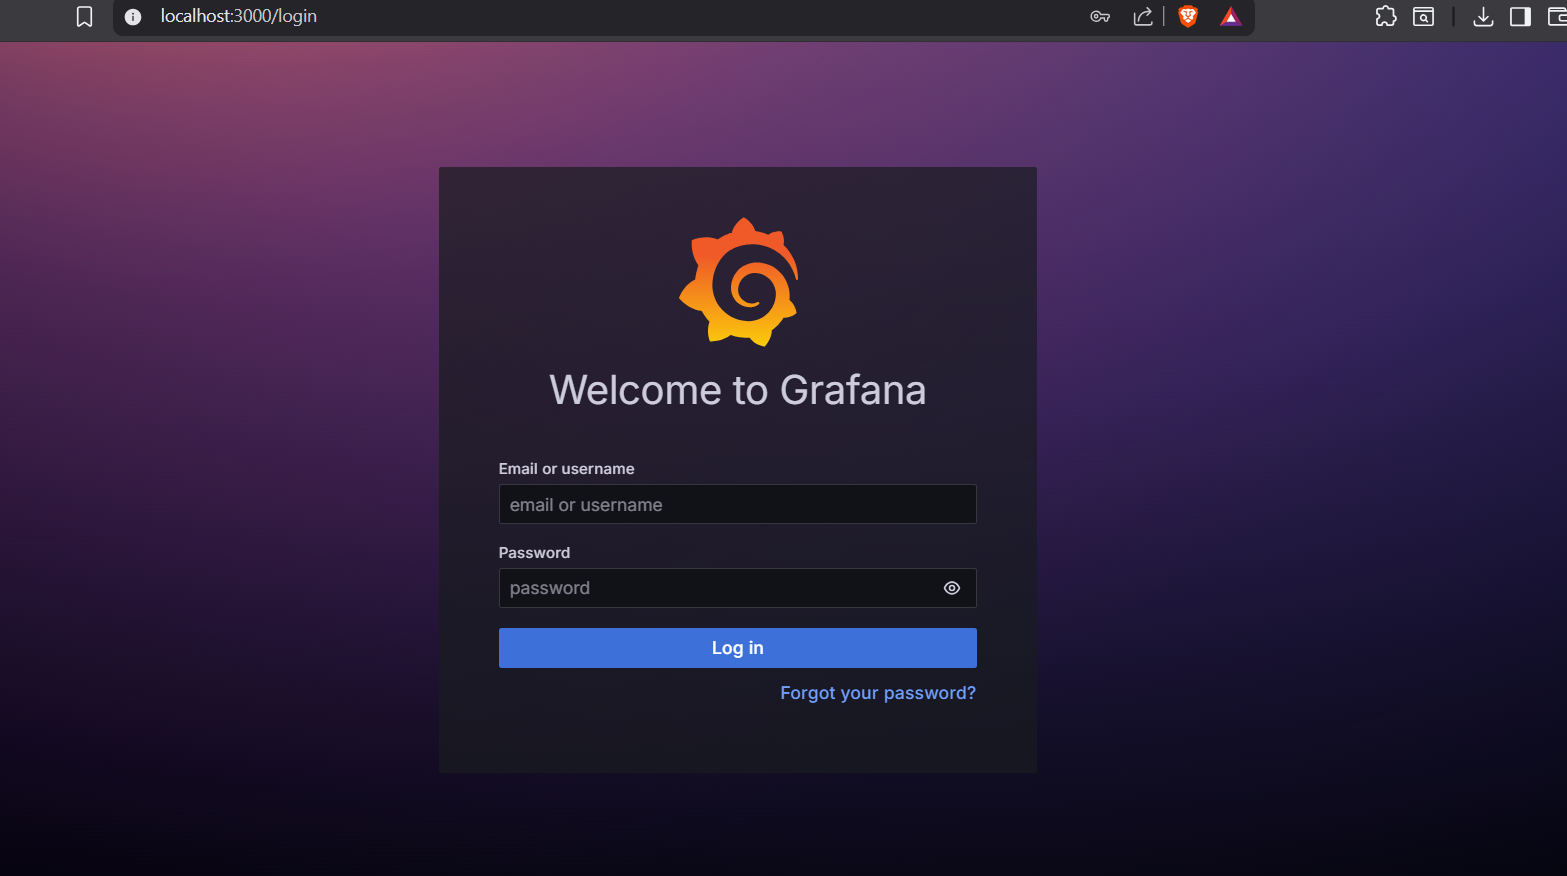 localhost:3000/login
Welcome to Grafana
Email or username
email or username
Password
password
Log in
Forgot your password?